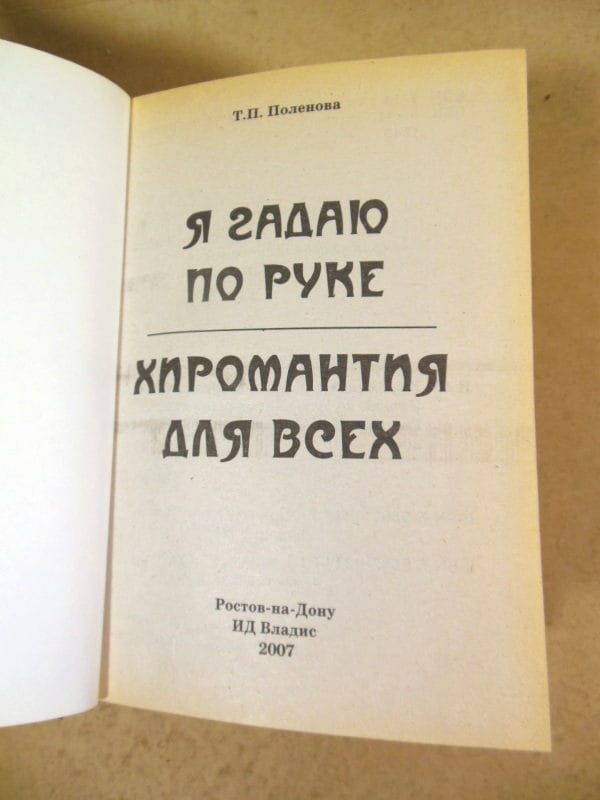 Т.П. Поленова
Я ГАДАЮ
ПО РУКЕ
ХИРОМАНТИЯ
ДЛЯ ВСЕХ
Ростов-на-Дону
ИД Владис
2007